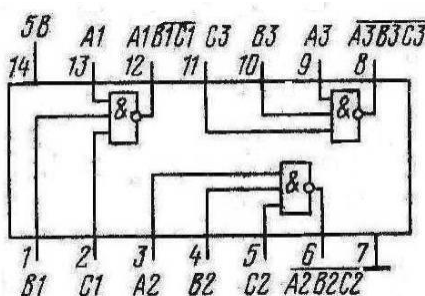 5В A1 A1B̅1̅C̅1̅ C3 B3 A3 A̅3̅B̅3̅C̅3̅
14 13 12 11 10 9 8
& &
&
1 2 3 4 5 6 7
B1 C1 A2 B2 C2 A̅2̅B̅2̅C̅2̅